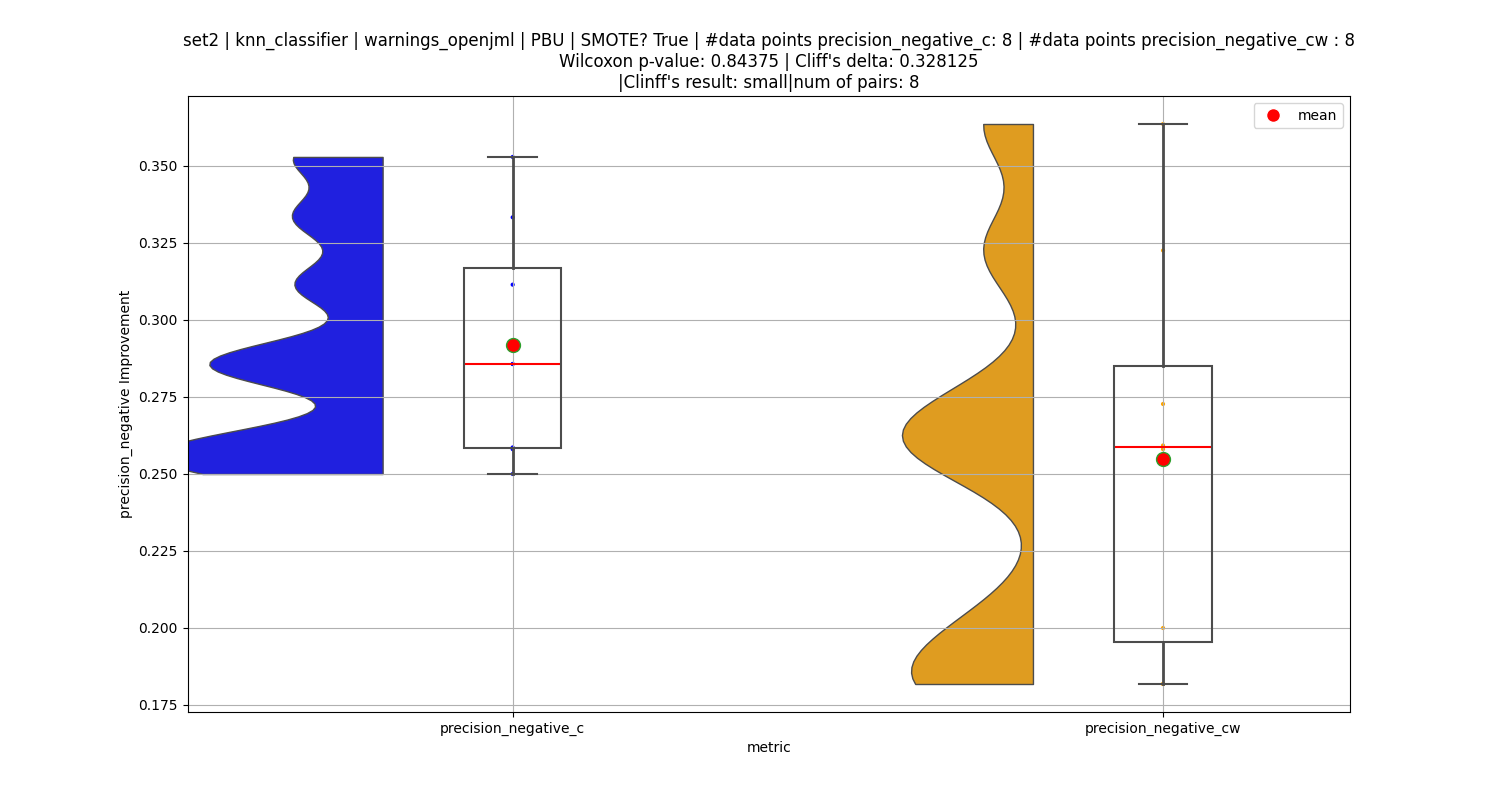 set2 | knn_classifier | warnings_openjml | PBU | SMOTE? True | #data points precision_negative_c: 8 | #data points precision_negative_cw : 8
Wilcoxon p-value: 0.84375 | Cliff's delta: 0.328125
|Clinff's result: small|num of pairs: 8
mean
precision_negative Improvement
0.350
0.325
0.300
0.275
0.250
0.225
0.200
0.175
precision_negative_c
precision_negative_cw
metric